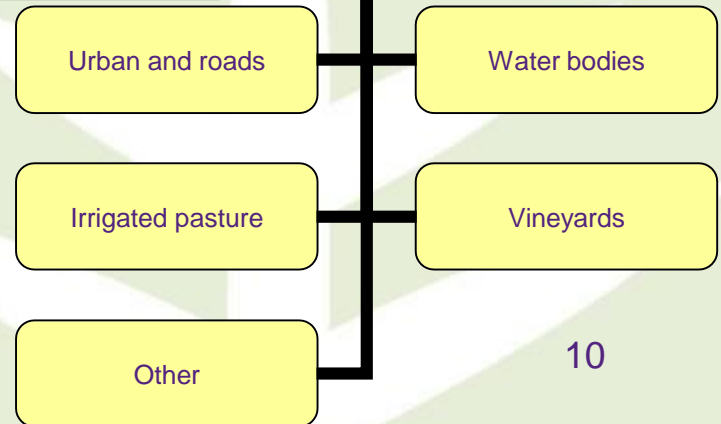 Urban and roads
Water bodies
Irrigated pasture
Vineyards
Other
10